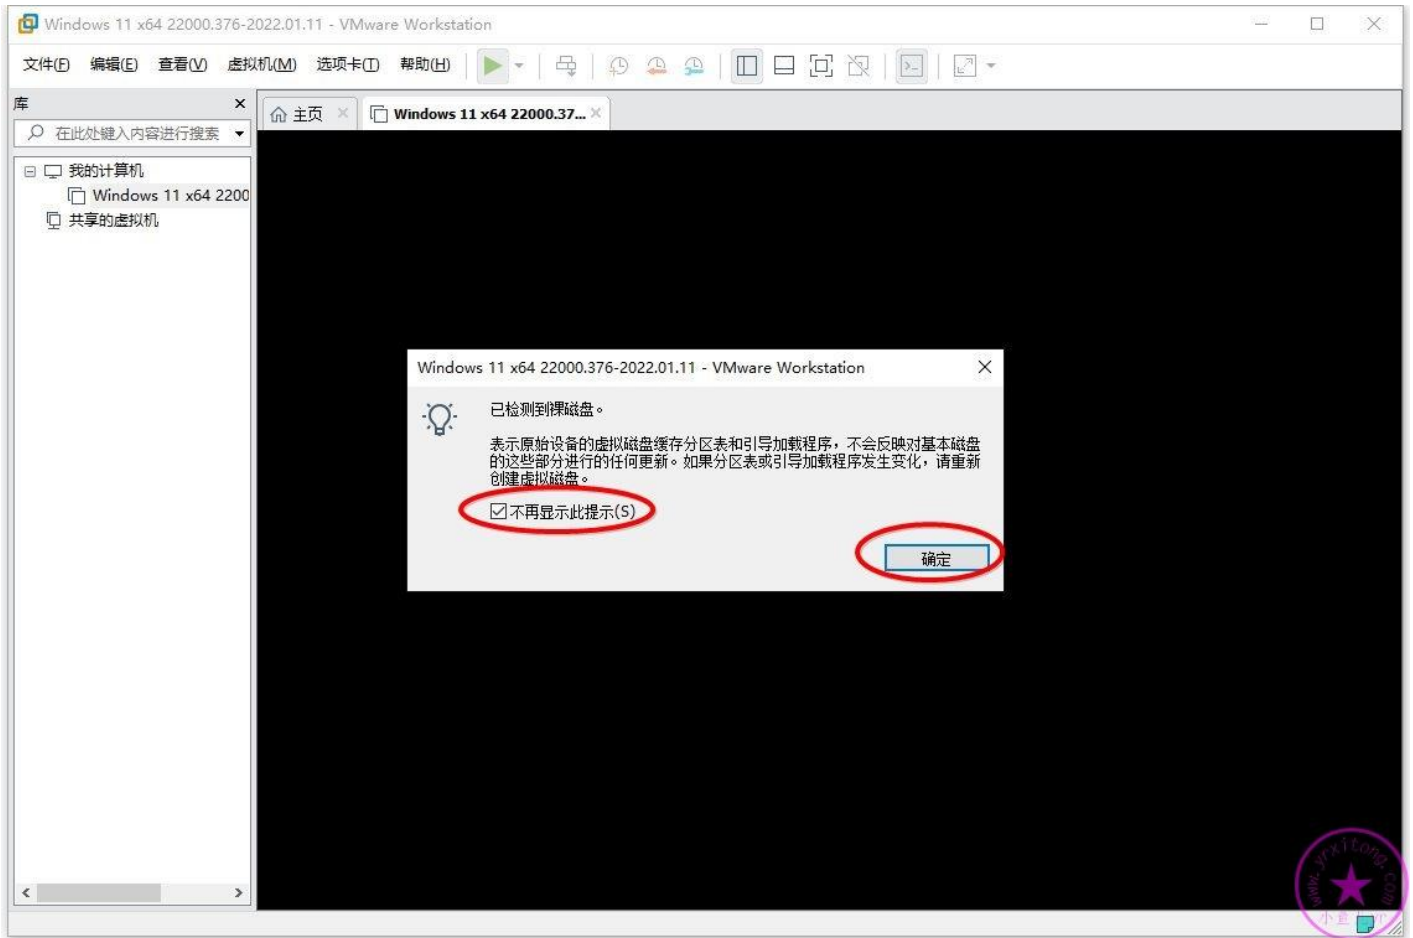 Windows 11 x64 22000.376-2022.01.11 - VMware Workstation
文件(F) 编辑(E) 查看(V) 虚拟机(M) 选项卡(T) 帮助(H)
库
主页
Windows 11 x64 22000.37...
在此处键入内容进行搜索
我的计算机
Windows 11 x64 2200
共享的虚拟机
Windows 11 x64 22000.376-2022.01.11 - VMware Workstation
已检测到裸磁盘。
表示原始设备的虚拟磁盘缓存分区表和引导加载程序，不会反映对基本磁盘
的这些部分进行的任何更新。如果分区表或引导加载程序发生变化，请重新
创建虚拟磁盘。
不再显示此提示(S)
确定
www.yrxitong.com